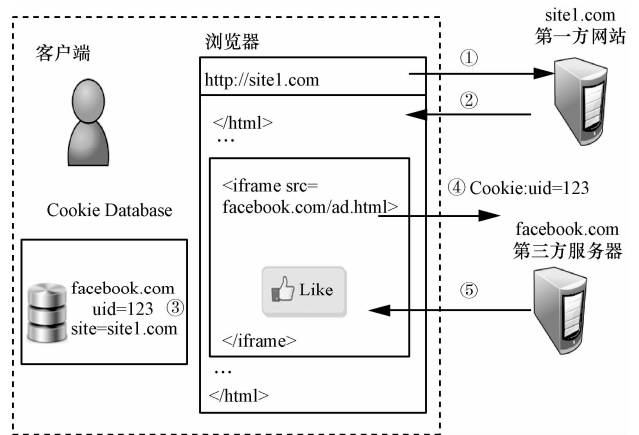 客户端
浏览器
site1.com
第一方网站
http://site1.com
①
②
</html>
…
<iframe src=
facebook.com/ad.html>
④ Cookie:uid=123
Cookie Database
facebook.com
uid=123 ③
site=site1.com
facebook.com
第三方服务器
Like
⑤
</iframe>
…
</html>